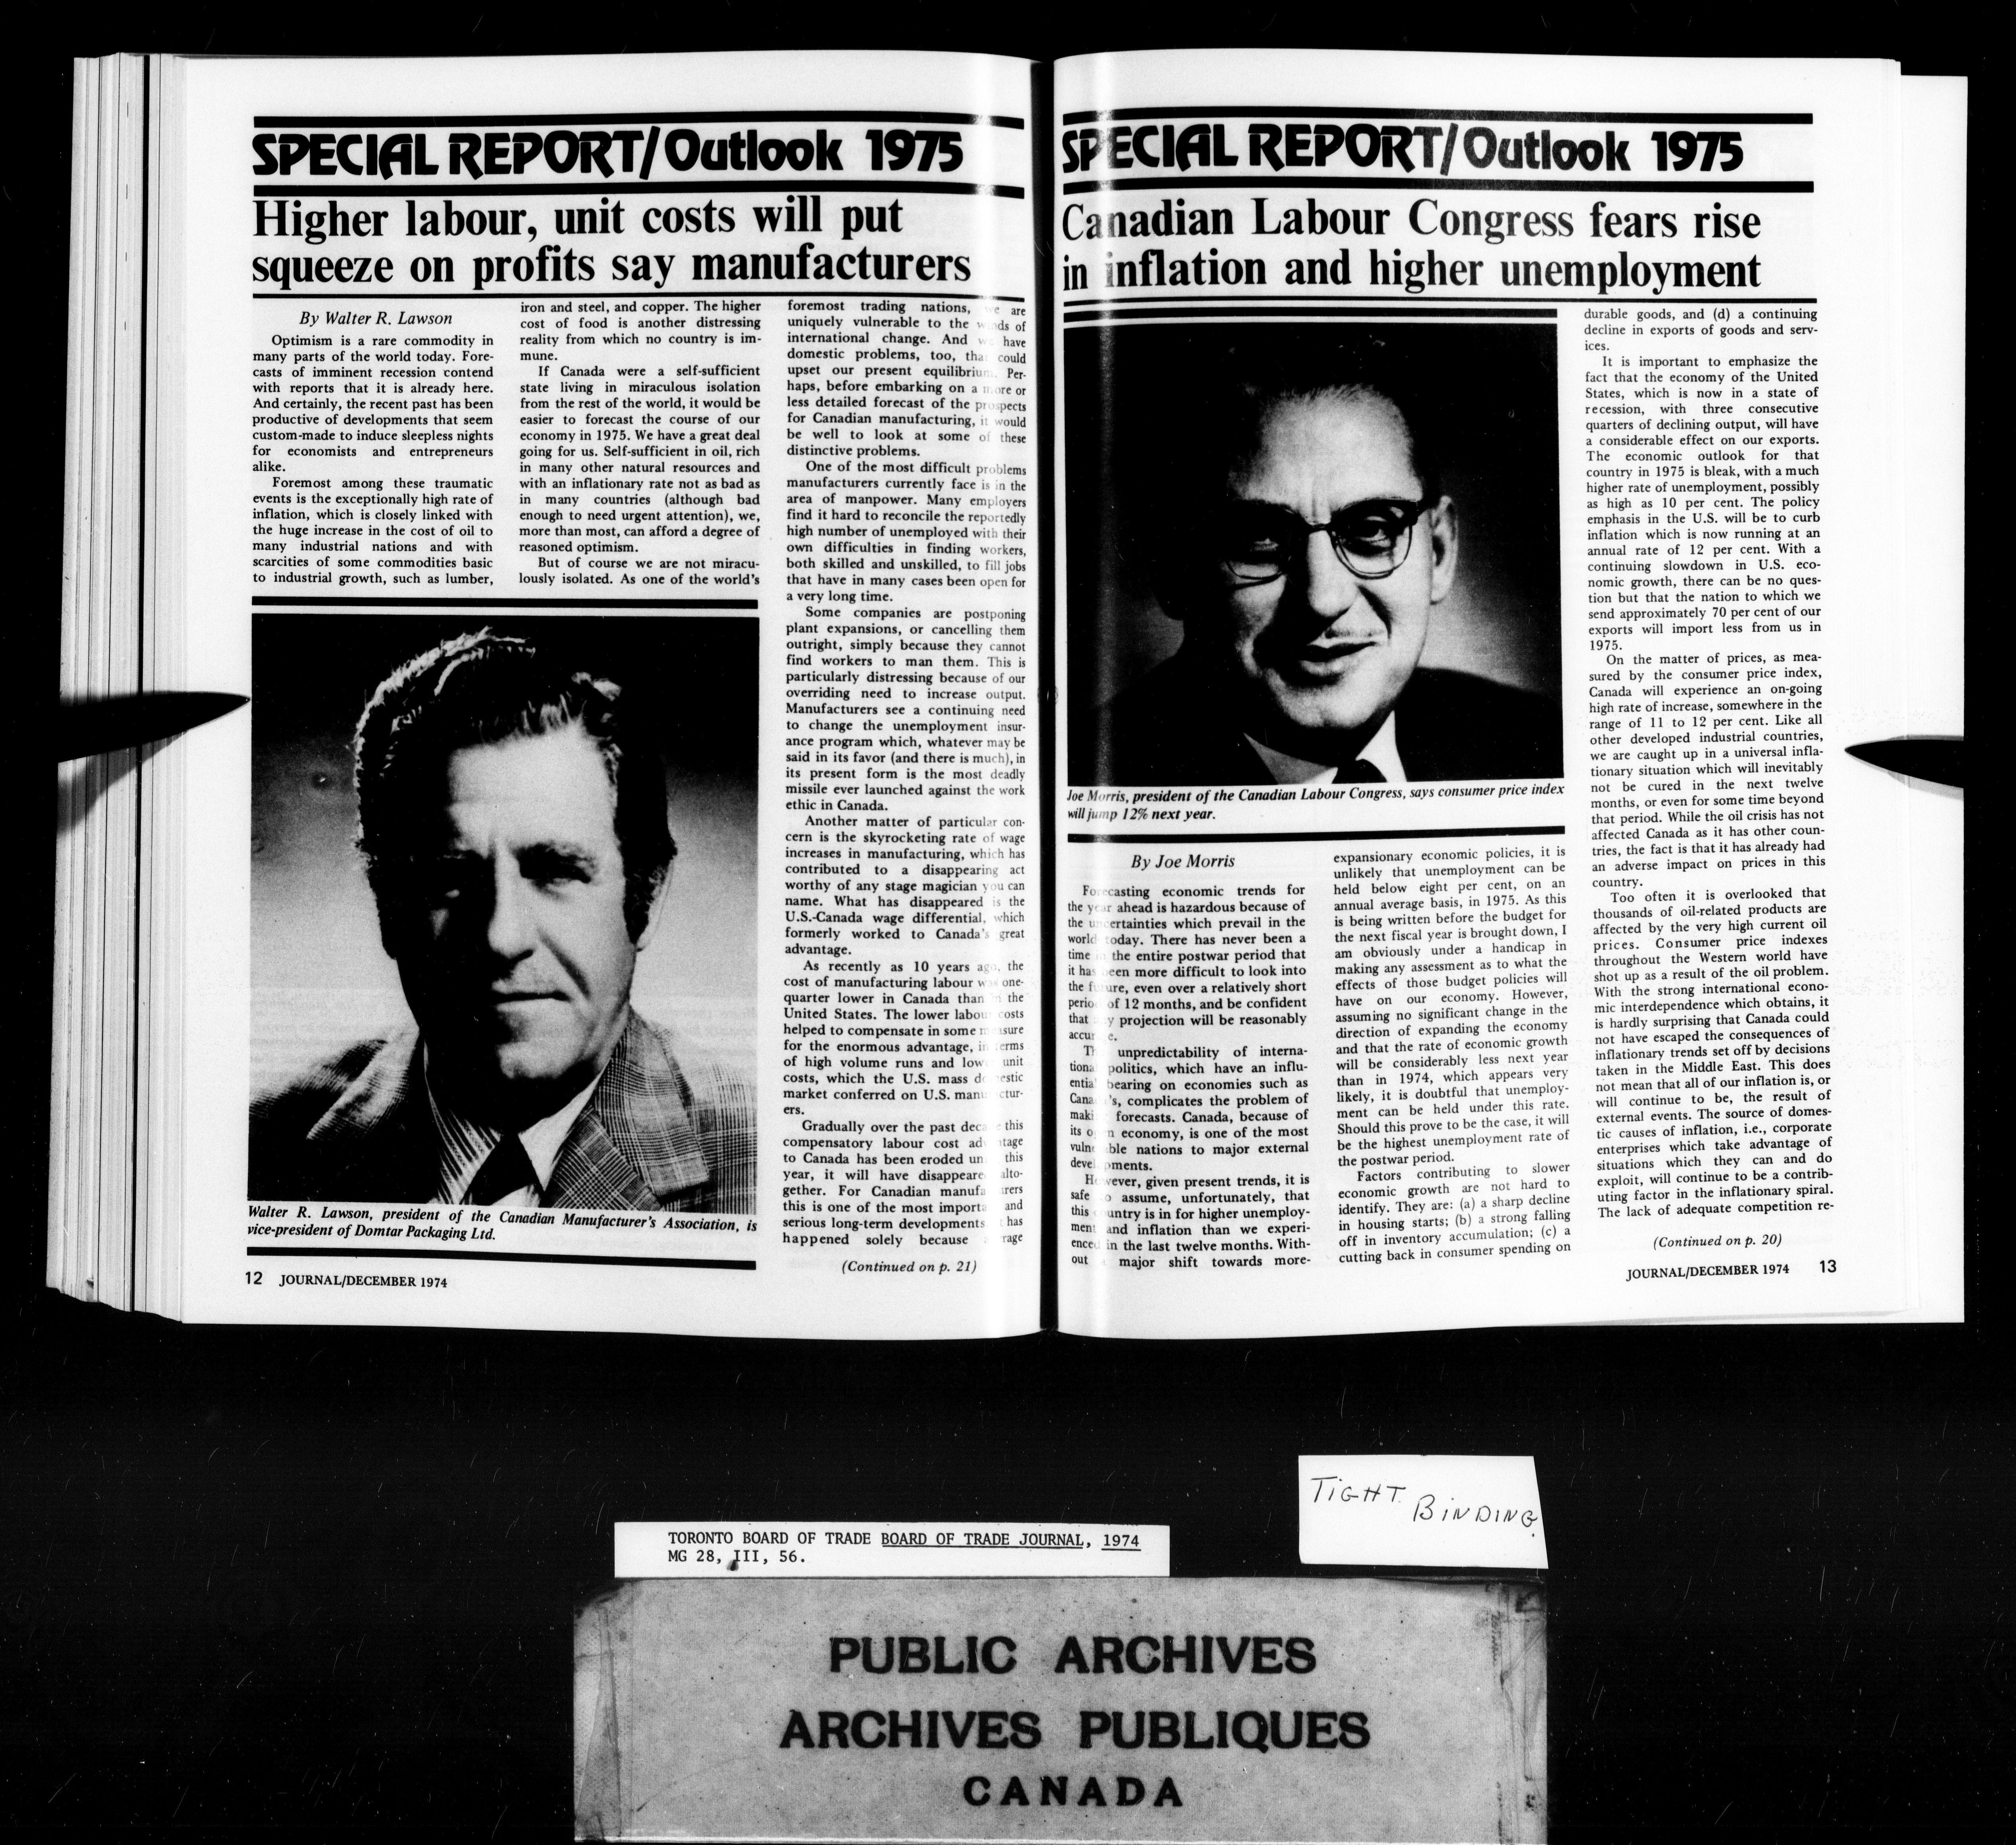 SPECIAL REPORT/Outlook 1975
Higher labour, unit costs will put
squeeze on profits say manufacturers
By Walter R. Lawson
Optimism is a rare commodity in
many parts of the world today. Fore-
casts of imminent recession contend
with reports that it is already here.
And certainly, the recent past has been
productive of developments that seem
custom-made to induce sleepless nights
for economists and entrepreneurs
alike.
Foremost among these traumatic
events is the exceptionally high rate of
inflation, which is closely linked with
the huge increase in the cost of oil to
many industrial nations and with
scarcities of some commodities basic
to industrial growth, such as lumber,
iron and steel, and copper. The higher
cost of food is another distressing
reality from which no country is im-
mune.
If Canada were a self-sufficient
state living in miraculous isolation
from the rest of the world, it would be
easier to forecast the course of our
economy in 1975. We have a great deal
going for us. Self-sufficient in oil, rich
in many other natural resources and
with an inflationary rate not as bad as
in many countries (although bad
enough to need urgent attention), we,
more than most, can afford a degree of
reasoned optimism.
But of course we are not miracu-
lously isolated. As one of the world's
foremost trading nations, we are
uniquely vulnerable to the winds of
international change. And we have
domestic problems, too, that could
upset our present equilibrium. Per-
haps, before embarking on a more or
less detailed forecast of the prospects
for Canadian manufacturing, it would
be well to look at some of these
distinctive problems.
One of the most difficult problems
manufacturers currently face is in the
area of manpower. Many employers
find it hard to reconcile the reportedly
high number of unemployed with their
own difficulties in finding workers,
both skilled and unskilled, to fill jobs
that have in many cases been open for
a very long time.
Some companies are postponing
plant expansions, or cancelling them
outright, simply because they cannot
find workers to man them. This is
particularly distressing because of our
overriding need to increase output.
Manufacturers see a continuing need
to change the unemployment insur-
ance program which, whatever may be
said in its favor (and there is much), in
its present form is the most deadly
missile ever launched against the work
ethic in Canada.
Another matter of particular con-
cern is the skyrocketing rate of wage
increases in manufacturing, which has
contributed to a disappearing act
worthy of any stage magician you can
name. What has disappeared is the
U.S.-Canada wage differential, which
formerly worked to Canada's great
advantage.
As recently as 10 years ago, the
cost of manufacturing labour was one-
quarter lower in Canada than in the
United States. The lower labour costs
helped to compensate in some measure
for the enormous advantage, in terms
of high volume runs and low unit
costs, which the U.S. mass domestic
market conferred on U.S. manufactur-
ers.
Gradually over the past decade this
compensatory labour cost advantage
to Canada has been eroded until this
year, it will have disappeared alto-
gether. For Canadian manufacturers
this is one of the most important and
serious long-term developments. It has
happened solely because average
(Continued on p. 21)
Walter R. Lawson, president of the Canadian Manufacturer's Association, is
vice-president of Domtar Packaging Ltd.
12 JOURNAL/DECEMBER 1974
SPECIAL REPORT/Outlook 1975
Canadian Labour Congress fears rise
in inflation and higher unemployment
Joe Morris, president of the Canadian Labour Congress, says consumer price index
will jump 12% next year.
By Joe Morris
Forecasting economic trends for
the year ahead is hazardous because of
the uncertainties which prevail in the
world today. There has never been a
time in the entire postwar period that
it has been more difficult to look into
the future, even over a relatively short
period of 12 months, and be confident
that any projection will be reasonably
accurate.
The unpredictability of interna-
tional politics, which have an influ-
ential bearing on economies such as
Canada's, complicates the problem of
making forecasts. Canada, because of
its open economy, is one of the most
vulnerable nations to major external
developments.
However, given present trends, it is
safe to assume, unfortunately, that
this country is in for higher unemploy-
ment and inflation than we experi-
enced in the last twelve months. With-
out a major shift towards more-
expansionary economic policies, it is
unlikely that unemployment can be
held below eight per cent, on an
annual average basis, in 1975. As this
is being written before the budget for
the next fiscal year is brought down, I
am obviously under a handicap in
making any assessment as to what the
effects of those budget policies will
have on our economy. However,
assuming no significant change in the
direction of expanding the economy
and that the rate of economic growth
will be considerably less next year
than in 1974, which appears very
likely, it is doubtful that unemploy-
ment can be held under this rate.
Should this prove to be the case, it will
be the highest unemployment rate of
the postwar period.
Factors contributing to slower
economic growth are not hard to
identify. They are: (a) a sharp decline
in housing starts; (b) a strong falling
off in inventory accumulation; (c) a
cutting back in consumer spending on
durable goods, and (d) a continuing
decline in exports of goods and serv-
ices.
It is important to emphasize the
fact that the economy of the United
States, which is now in a state of
recession, with three consecutive
quarters of declining output, will have
a considerable effect on our exports.
The economic outlook for that
country in 1975 is bleak, with a much
higher rate of unemployment, possibly
as high as 10 per cent. The policy
emphasis in the U.S. will be to curb
inflation which is now running at an
annual rate of 12 per cent. With a
continuing slowdown in U.S. eco-
nomic growth, there can be no ques-
tion but that the nation to which we
send approximately 70 per cent of our
exports will import less from us in
1975.
On the matter of prices, as mea-
sured by the consumer price index,
Canada will experience an on-going
high rate of increase, somewhere in the
range of 11 to 12 per cent. Like all
other developed industrial countries,
we are caught up in a universal infla-
tionary situation which will inevitably
not be cured in the next twelve
months, or even for some time beyond
that period. While the oil crisis has not
affected Canada as it has other coun-
tries, the fact is that it has already had
an adverse impact on prices in this
country.
Too often it is overlooked that
thousands of oil-related products are
affected by the very high current oil
prices. Consumer price indexes
throughout the Western world have
shot up as a result of the oil problem.
With the strong international econo-
mic interdependence which obtains, it
is hardly surprising that Canada could
not have escaped the consequences of
inflationary trends set off by decisions
taken in the Middle East. This does
not mean that all of our inflation is, or
will continue to be, the result of
external events. The source of domes-
tic causes of inflation, i.e., corporate
enterprises which take advantage of
situations which they can and do
exploit, will continue to be a contrib-
uting factor in the inflationary spiral.
The lack of adequate competition re-
(Continued on p. 20)
JOURNAL/DECEMBER 1974 13
TIGHT BINDING.
TORONTO BOARD OF TRADE BOARD OF TRADE JOURNAL, 1974
MG 28, III, 56.
PUBLIC ARCHIVES
ARCHIVES PUBLIQUES
CANADA